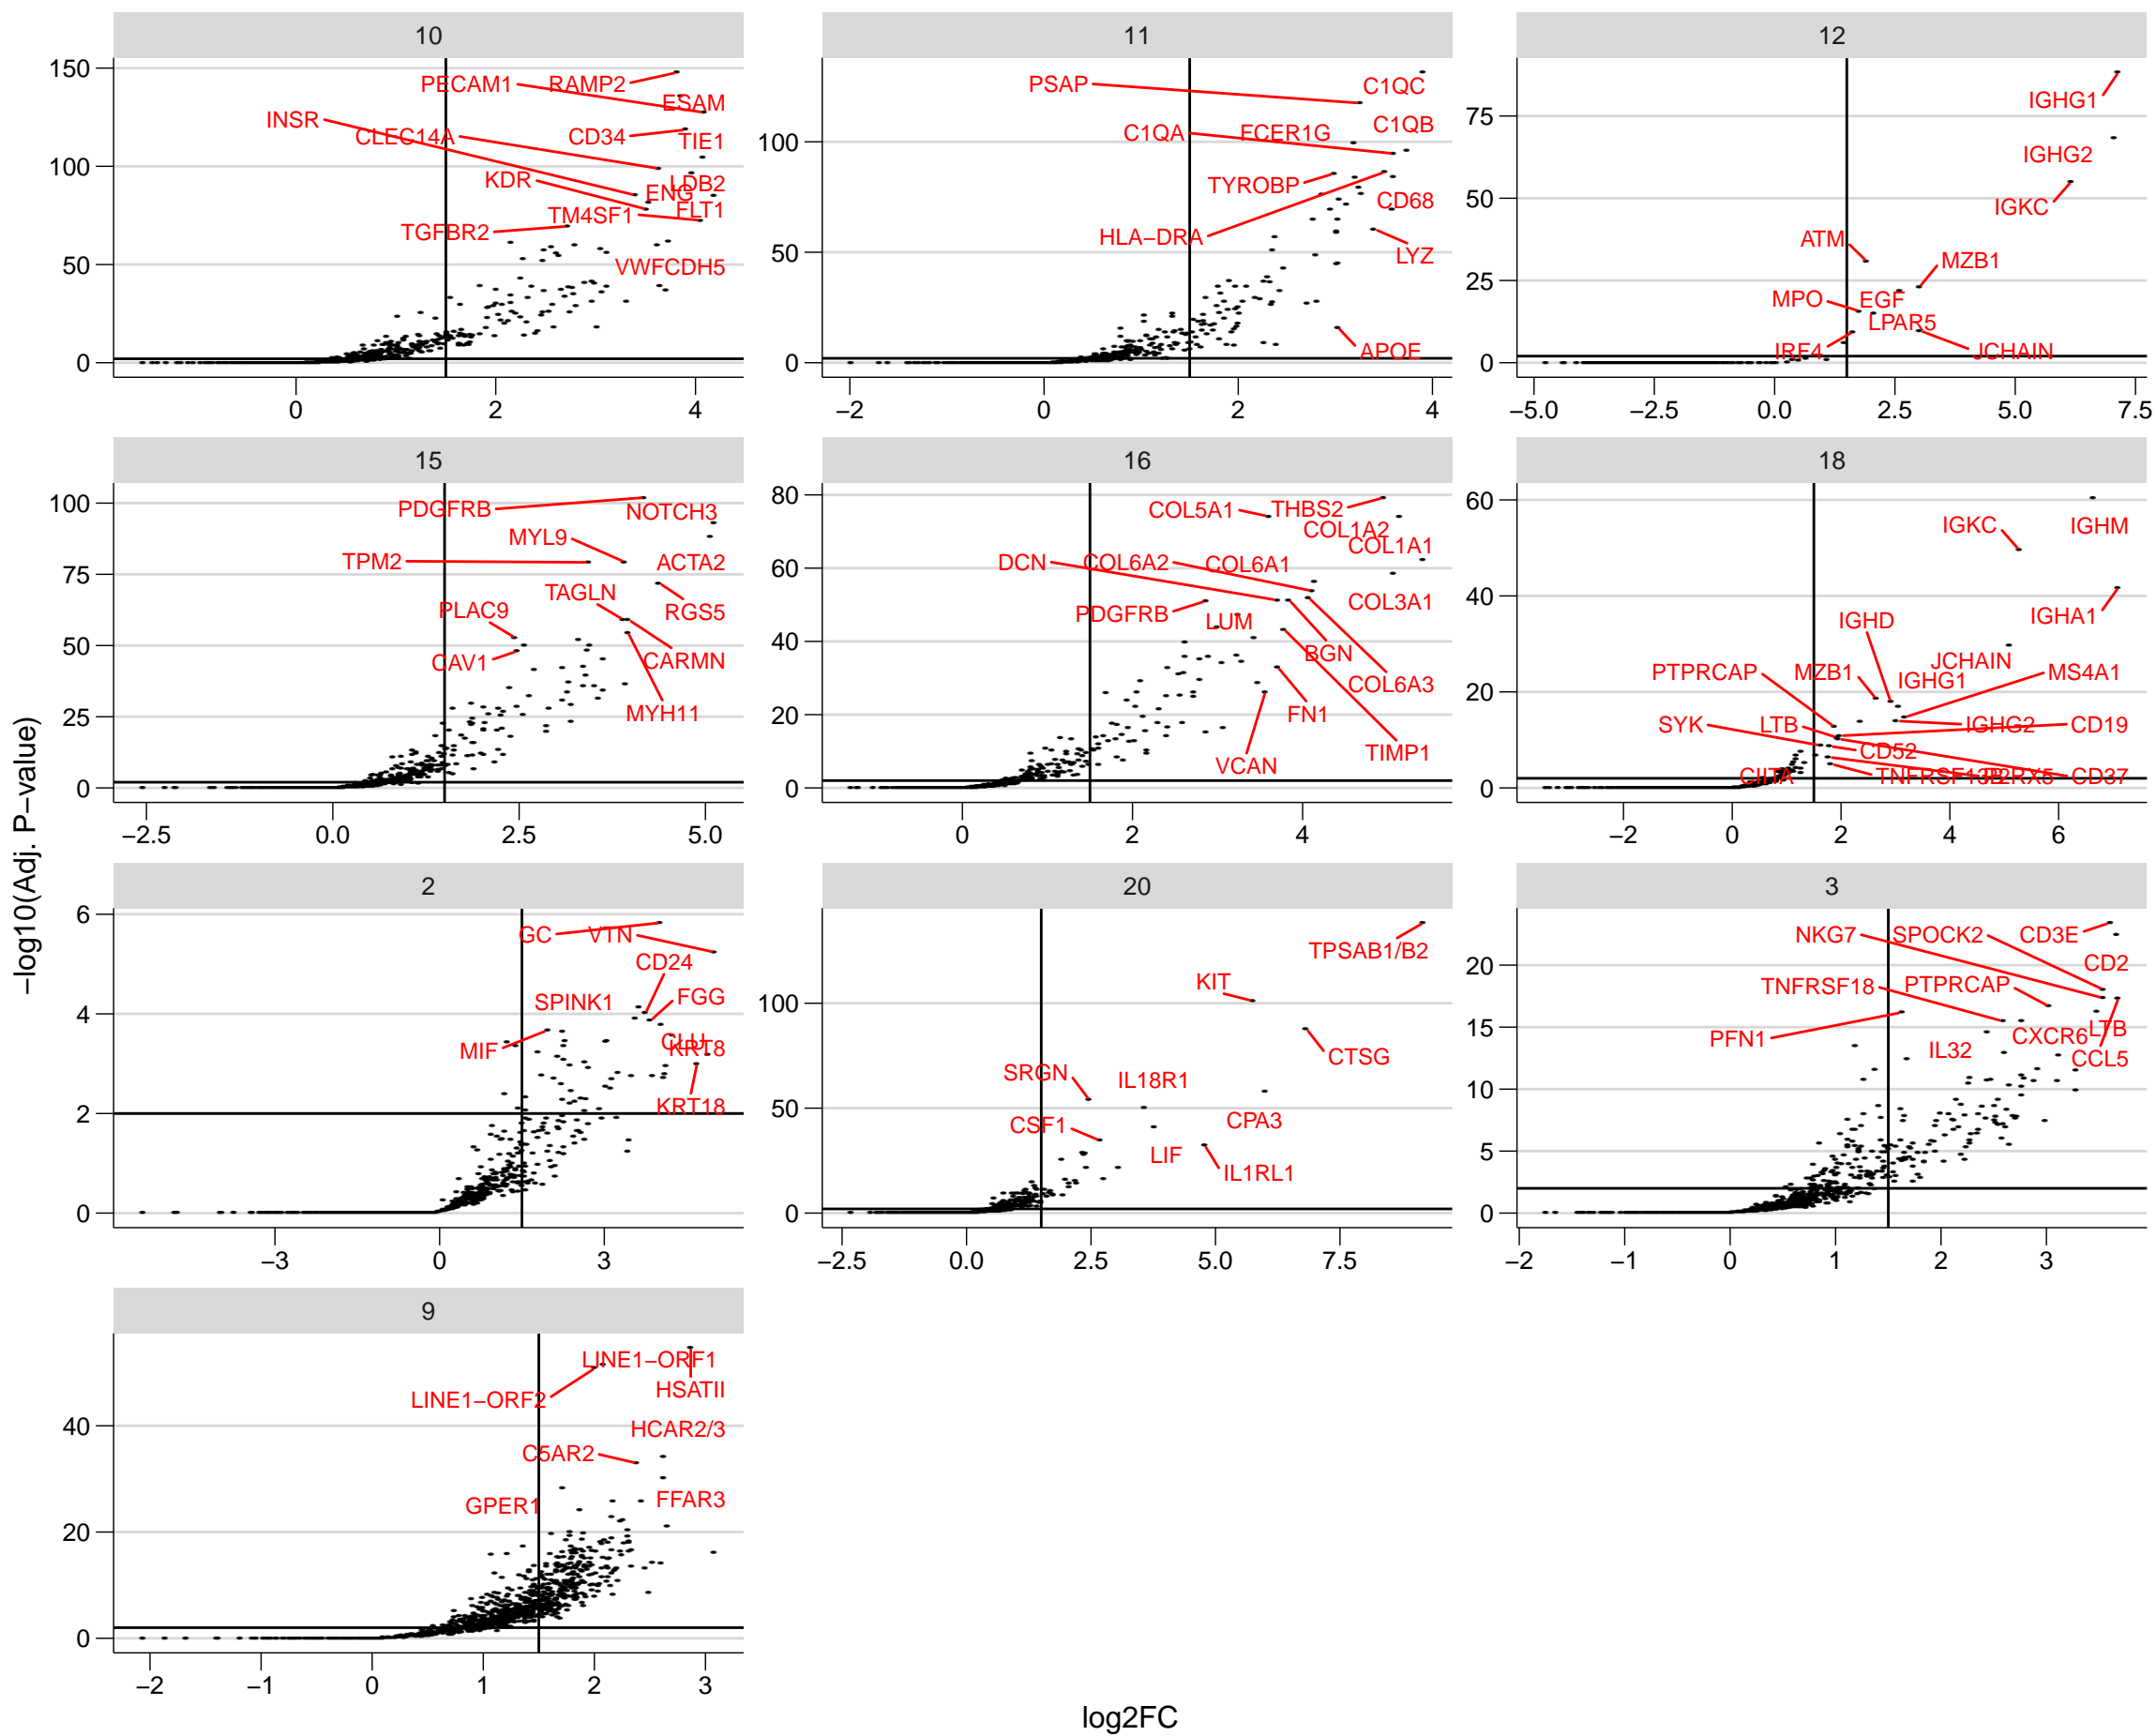 −log10(Adj. P−value)
10
150
100
50
0
PECAM1
RAMP2
ESAM
INSR
CLEC14A
CD34
TIE1
KDR
ENG
LDB2
TM4SF1
FLT1
TGFBR2
VWF
CDH5
0
2
4
11
100
50
0
PSAP
C1QC
C1QA
FCER1G
C1QB
TYROBP
CD68
HLA−DRA
LYZ
APOE
−2
0
2
4
12
75
50
25
0
IGHG1
IGHG2
IGKC
ATM
MZB1
MPO
EGF
LPAR5
IRF4
JCHAIN
−5.0
−2.5
0.0
2.5
5.0
7.5
15
100
75
50
25
0
PDGFRB
NOTCH3
MYL9
TPM2
ACTA2
TAGLN
PLAC9
RGS5
CAV1
CARMN
MYH11
−2.5
0.0
2.5
5.0
16
80
60
40
20
0
COL5A1
THBS2
COL1A2
COL1A1
DCN
COL6A2
COL6A1
COL3A1
PDGFRB
LUM
BGN
COL6A3
FN1
TIMP1
VCAN
0
2
4
18
60
40
20
0
IGKC
IGHM
IGHA1
IGHD
JCHAIN
PTPRCAP
MZB1
IGHG1
MS4A1
SYK
LTB
IGHG2
CD19
CD52
CIITA
TNFRSF13B
P2RX5
CD37
−2
0
2
4
6
2
6
4
2
0
GC
VTN
CD24
SPINK1
FGG
MIF
CLU
KRT8
KRT18
−3
0
3
20
100
50
0
TPSAB1/B2
KIT
CTSG
SRGN
IL18R1
CSF1
CPA3
LIF
IL1RL1
−2.5
0.0
2.5
5.0
7.5
3
20
15
10
5
0
NKG7
SPOCK2
CD3E
CD2
TNFRSF18
PTPRCAP
PFN1
IL32
CXCR6
LTB
CCL5
−2
−1
0
1
2
3
9
40
20
0
LINE1−ORF1
LINE1−ORF2
HSATII
HCAR2/3
C5AR2
GPER1
FFAR3
−2
−1
0
1
2
3
log2FC